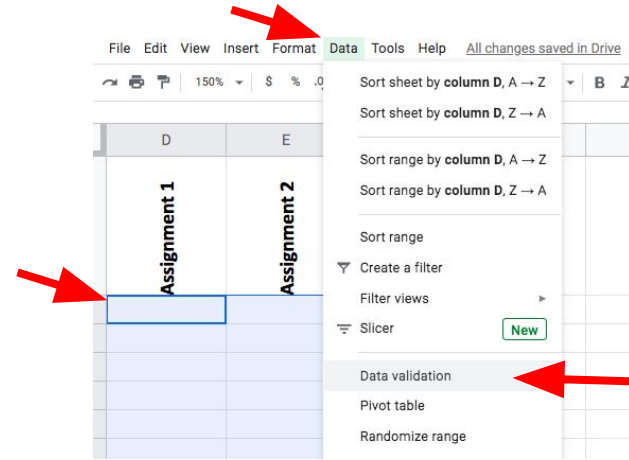 File Edit View Insert Format Data Tools Help All changes saved in Drive
150% $ % .0 B I
Sort sheet by column D, A → Z
Sort sheet by column D, Z → A
Sort range by column D, A → Z
Sort range by column D, Z → A
Sort range
Create a filter
Filter views
Slicer New
Data validation
Pivot table
Randomize range
D E
Assignment 1
Assignment 2